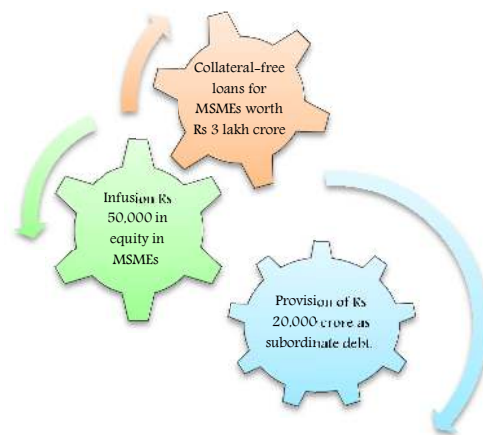 Collateral-free
loans for
MSMEs worth
Rs 3 lakh crore
Infusion Rs
50,000 in
equity in
MSMEs
Provision of Rs
20,000 crore as
subordinate debt.